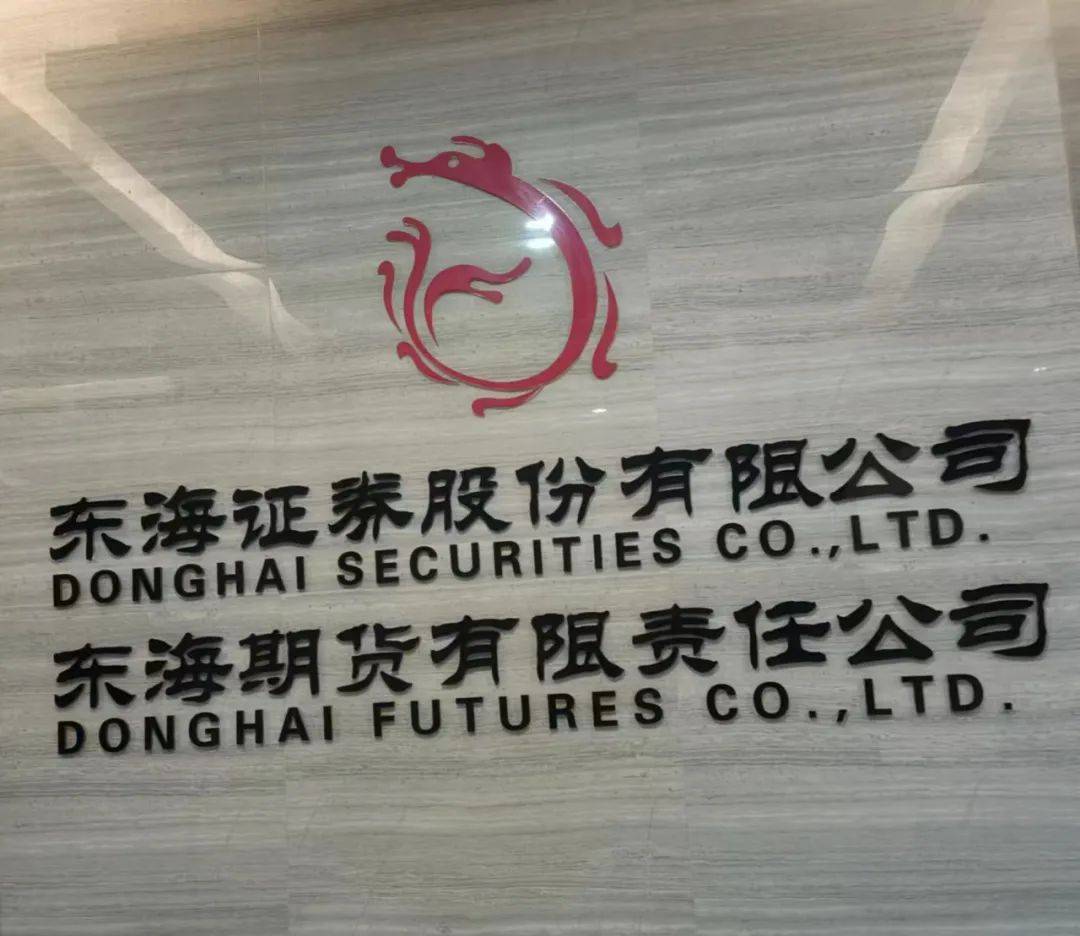 东海证券股份有限公司
DONGHAI SECURITIES CO.,LTD.
东海期货有限责任公司
DONGHAI FUTURES CO.,LTD.